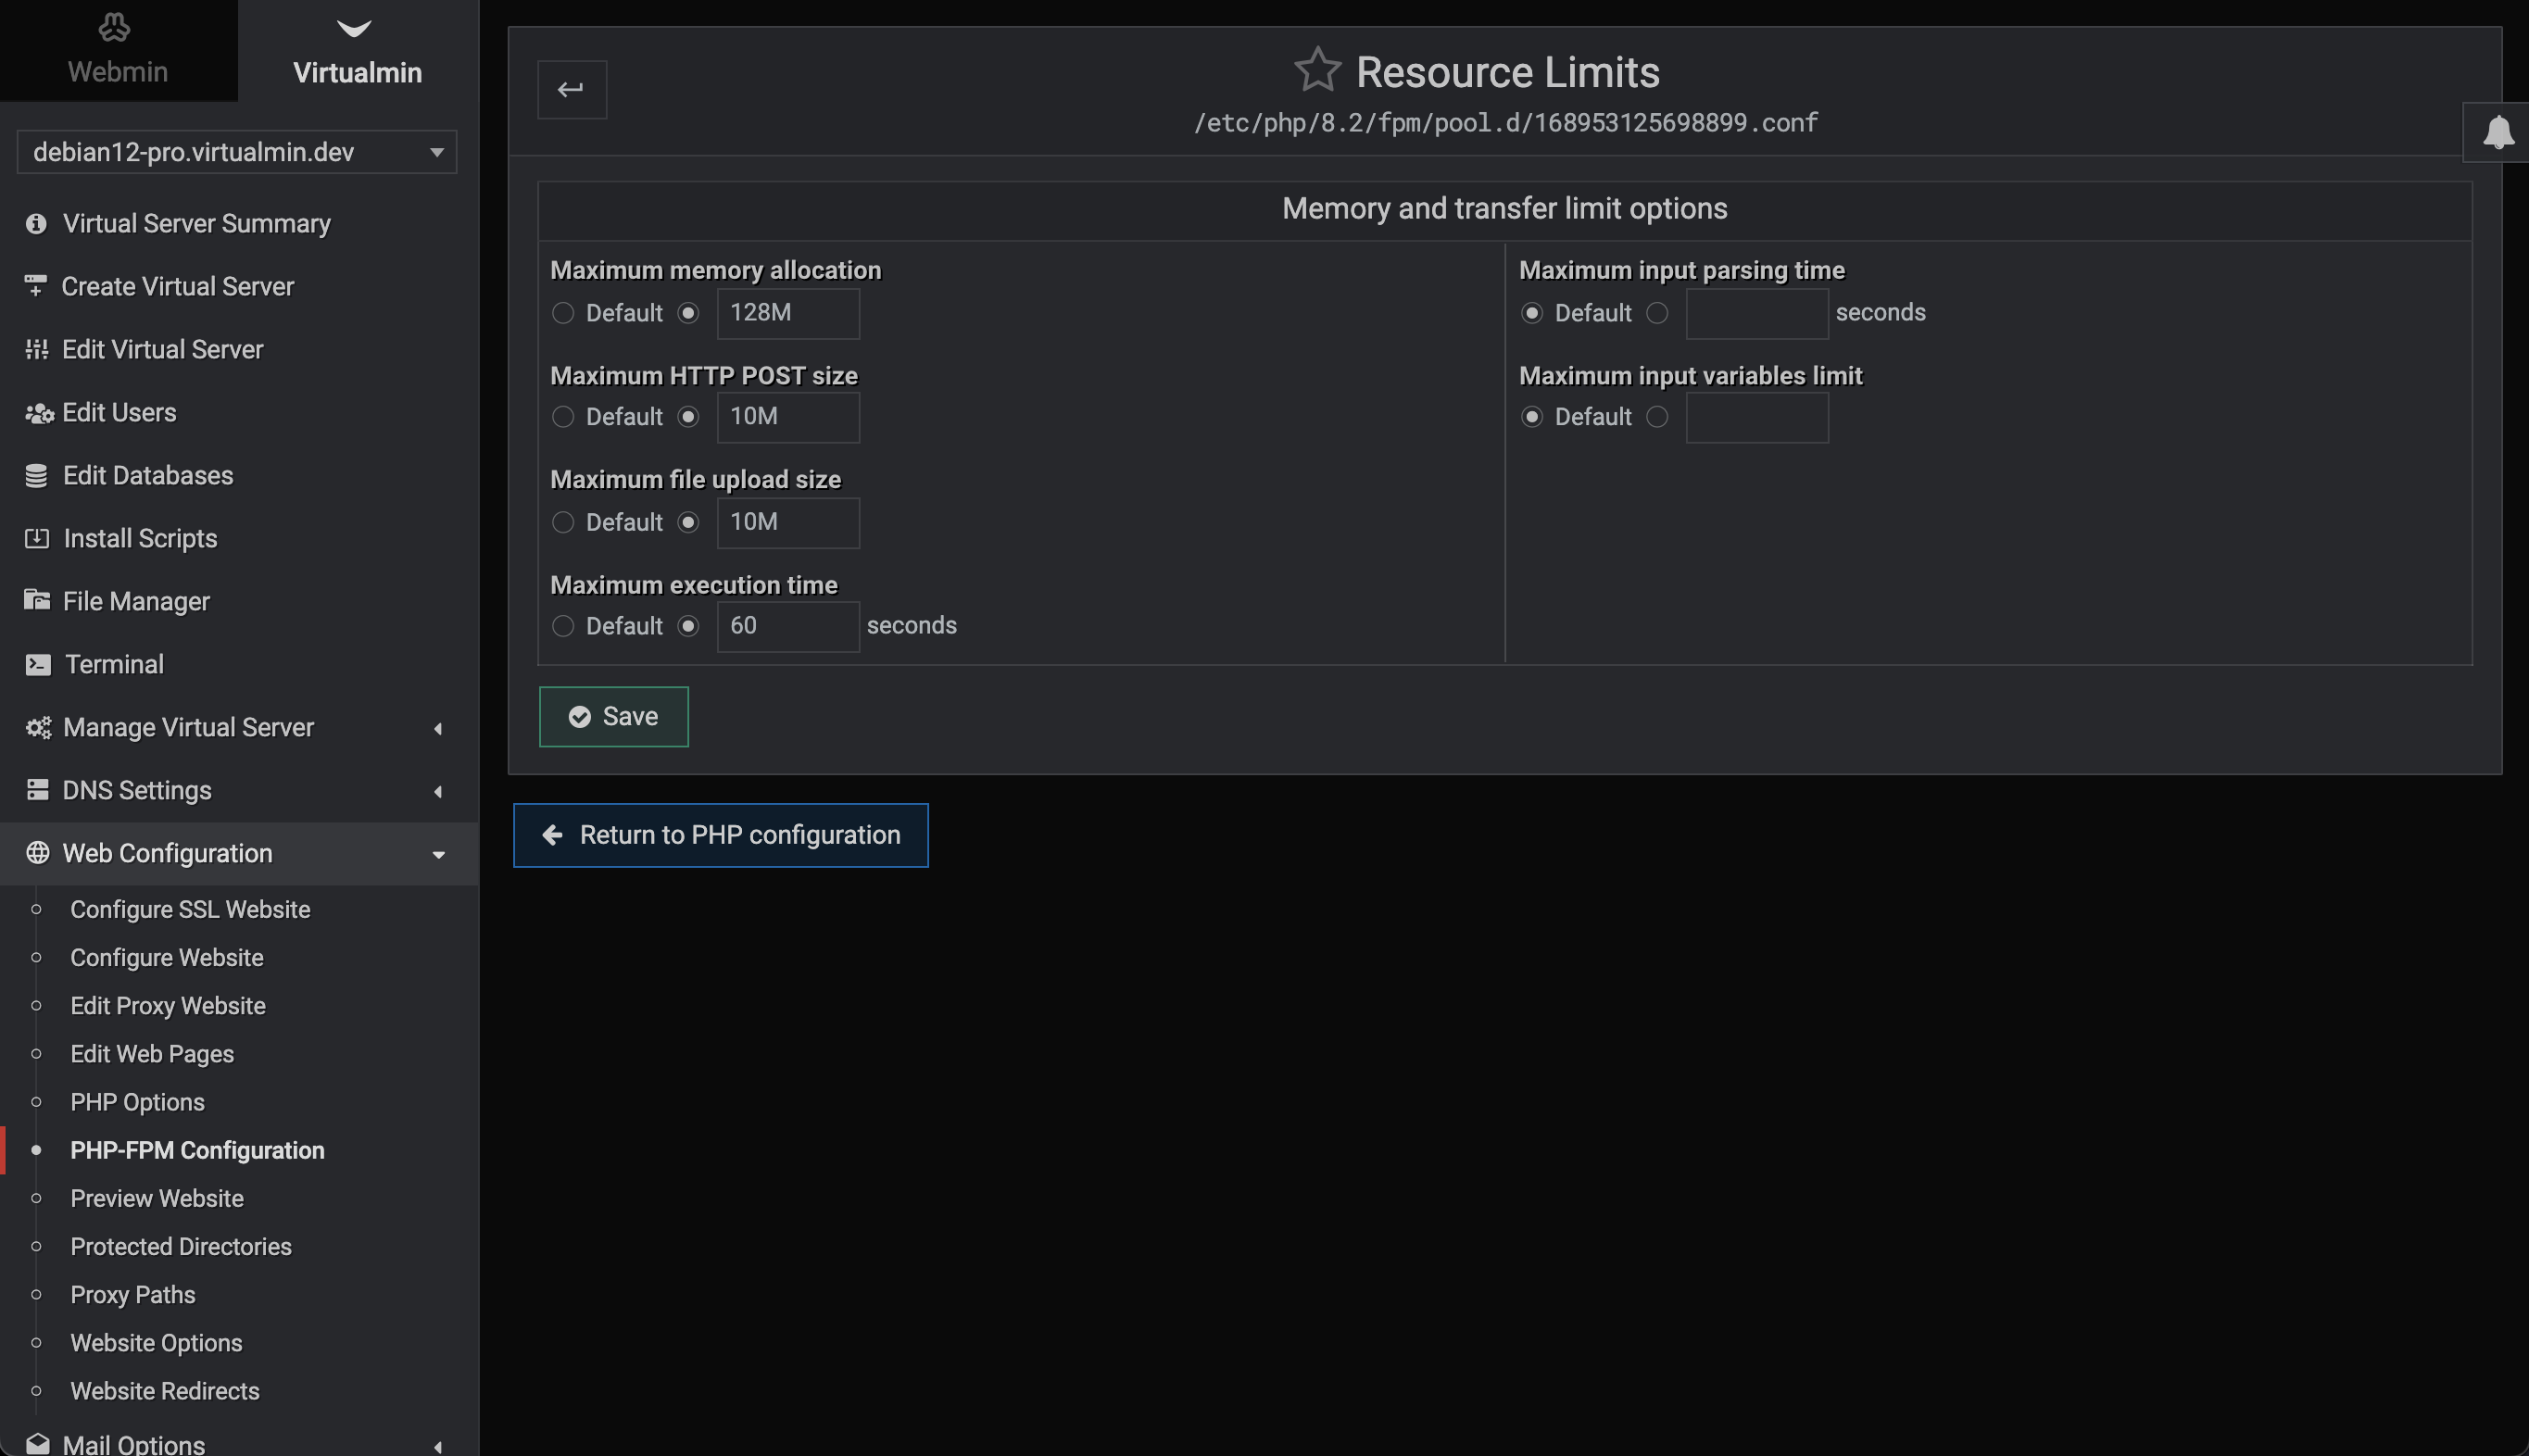 Webmin
Virtualmin
debian12-pro.virtualmin.dev
Virtual Server Summary
Create Virtual Server
Edit Virtual Server
Edit Users
Edit Databases
Install Scripts
File Manager
Terminal
Manage Virtual Server
DNS Settings
Web Configuration
Configure SSL Website
Configure Website
Edit Proxy Website
Edit Web Pages
PHP Options
PHP-FPM Configuration
Preview Website
Protected Directories
Proxy Paths
Website Options
Website Redirects
Mail Options
Resource Limits
/etc/php/8.2/fpm/pool.d/168953125698899.conf
Memory and transfer limit options
Maximum memory allocation
Default 128M
Maximum HTTP POST size
Default 10M
Maximum file upload size
Default 10M
Maximum execution time
Default 60 seconds
Maximum input parsing time
Default seconds
Maximum input variables limit
Default
Save
Return to PHP configuration